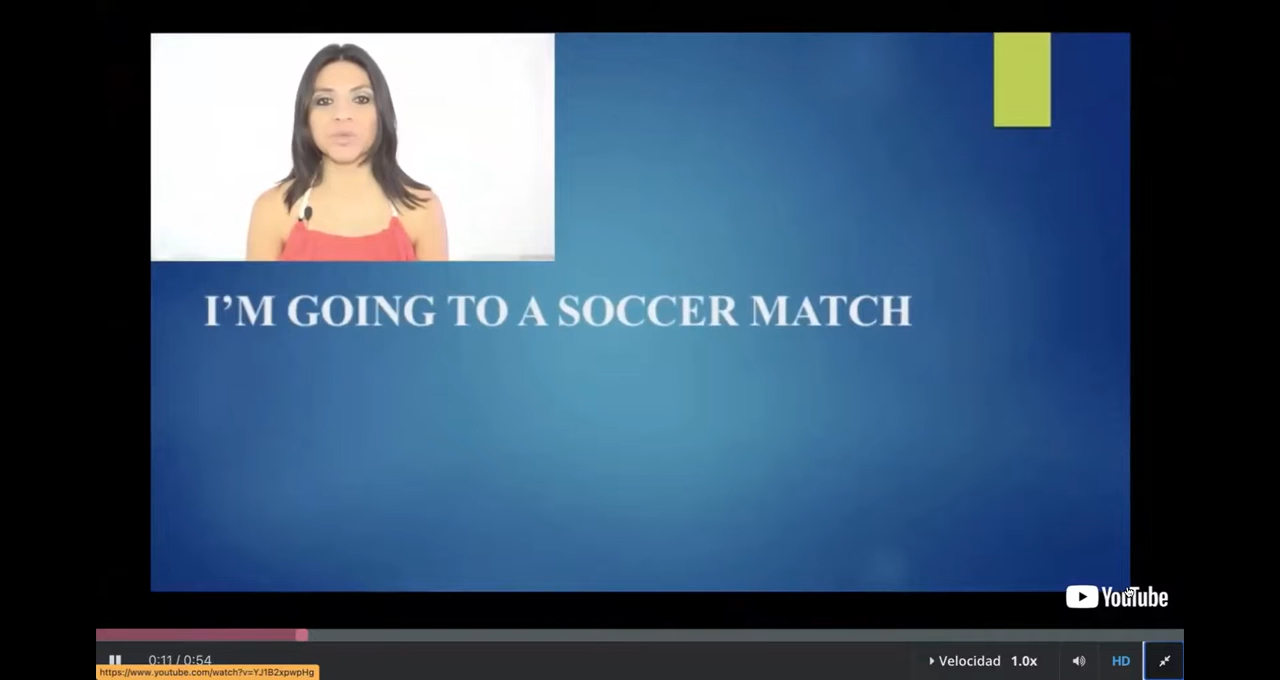 I'M GOING TO A SOCCER MATCH
YouTube
0:11 / 0:54
Velocidad 1.0x
HD
https://www.youtube.com/watch?v=YJ1B2xpwpHg